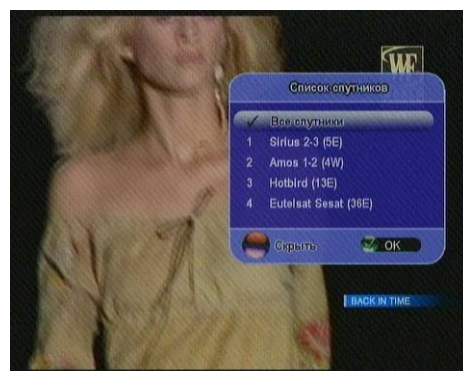 WF
Список спутников
Все спутники
1 Sirius 2-3 (5E)
2 Amos 1-2 (4W)
3 Hotbird (13E)
4 Eutelsat Sesat (36E)
Скрыть
OK
BACK IN TIME